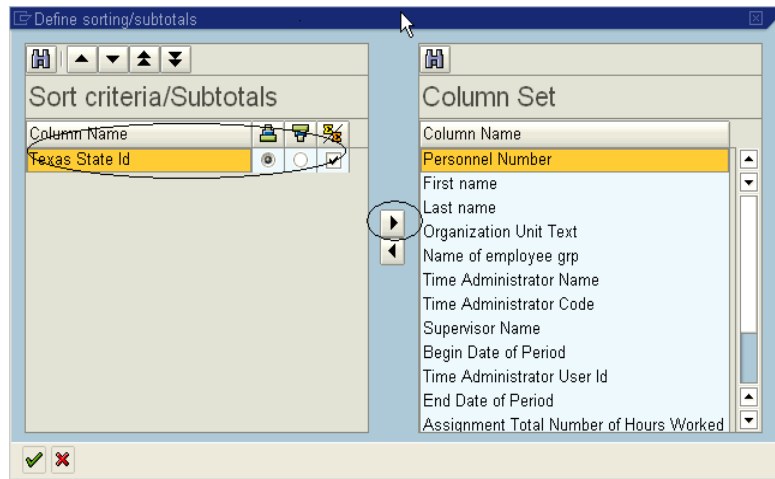 Define sorting/subtotals
Sort criteria/Subtotals
Column Name
Texas State Id
Column Set
Column Name
Personnel Number
First name
Last name
Organization Unit Text
Name of employee grp
Time Administrator Name
Time Administrator Code
Supervisor Name
Begin Date of Period
Time Administrator User Id
End Date of Period
Assignment Total Number of Hours Worked